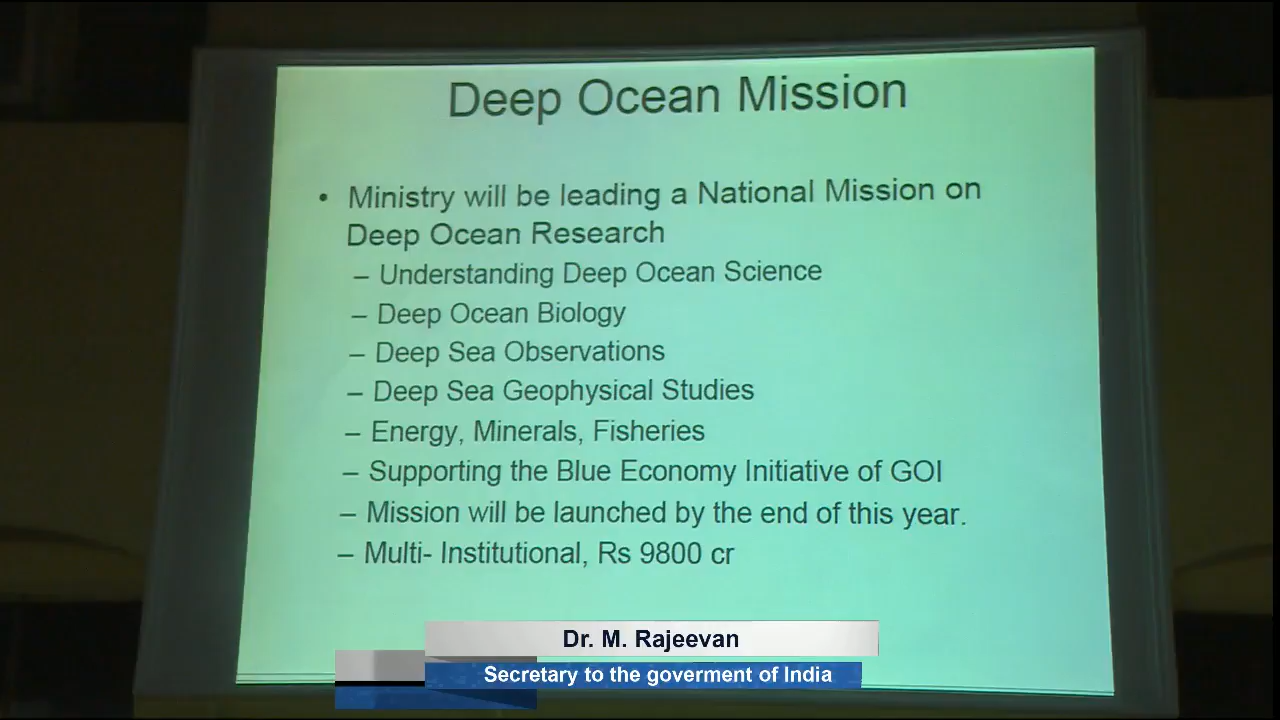 Deep Ocean Mission
• Ministry will be leading a National Mission on
Deep Ocean Research
– Understanding Deep Ocean Science
– Deep Ocean Biology
– Deep Sea Observations
– Deep Sea Geophysical Studies
– Energy, Minerals, Fisheries
– Supporting the Blue Economy Initiative of GOI
– Mission will be launched by the end of this year.
– Multi- Institutional, Rs 9800 cr
Dr. M. Rajeevan
Secretary to the goverment of India